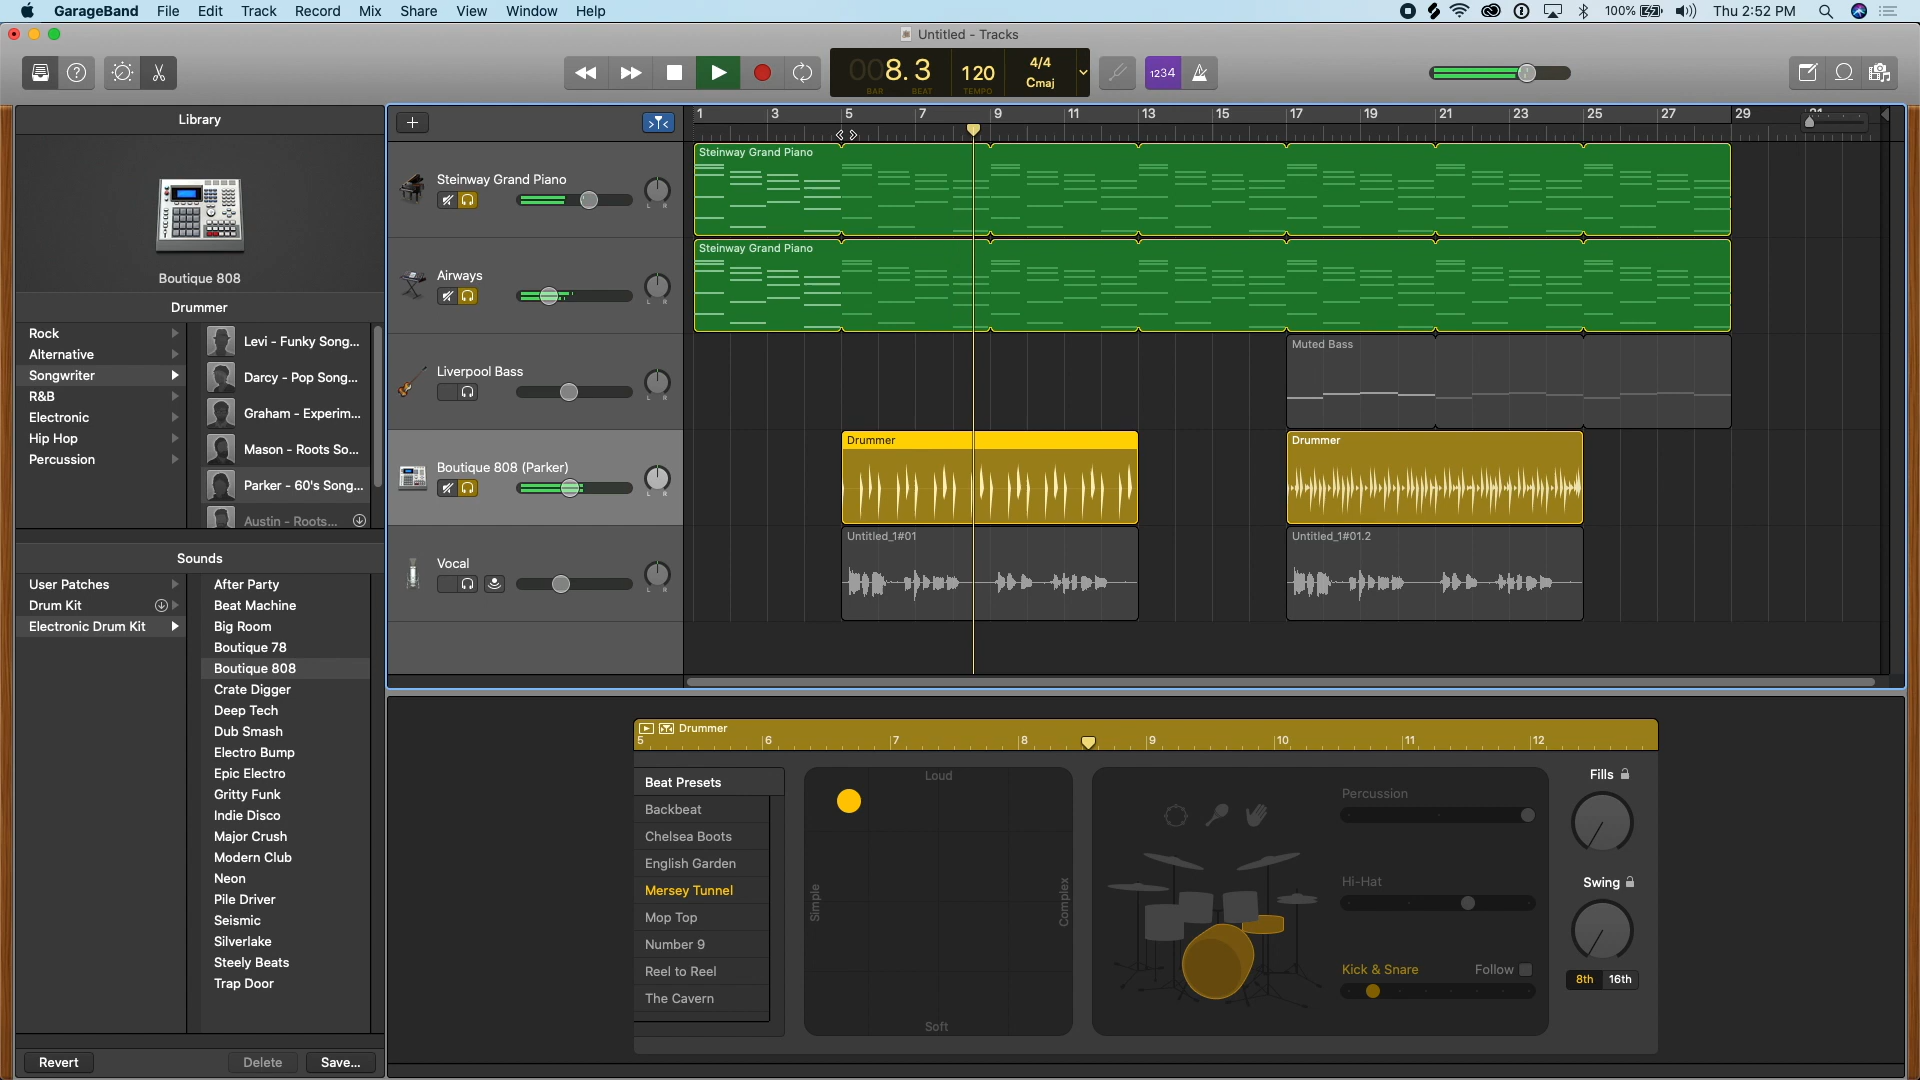 GarageBand File Edit Track Record Mix Share View Window Help
100% Thu 2:52 PM
Untitled - Tracks
008.3 120 4/4 Cmaj
BAR BEAT TEMPO
1234
Library
Boutique 808
Drummer
Rock
Alternative
Songwriter
R&B
Electronic
Hip Hop
Percussion
Levi - Funky Song...
Darcy - Pop Song...
Graham - Experim...
Mason - Roots So...
Parker - 60's Song...
Austin - Roots...
Sounds
User Patches
Drum Kit
Electronic Drum Kit
After Party
Beat Machine
Big Room
Boutique 78
Boutique 808
Crate Digger
Deep Tech
Dub Smash
Electro Bump
Epic Electro
Gritty Funk
Indie Disco
Major Crush
Modern Club
Neon
Pile Driver
Seismic
Silverlake
Steely Beats
Trap Door
Revert Delete Save...
1 3 5 7 9 11 13 15 17 19 21 23 25 27 29
Steinway Grand Piano
L R
Airways
L R
Liverpool Bass
L R
Boutique 808 (Parker)
L R
Vocal
L R
Steinway Grand Piano
Steinway Grand Piano
Muted Bass
Drummer Drummer
Untitled_1#01 Untitled_1#01.2
Drummer
5 6 7 8 9 10 11 12
Beat Presets
Backbeat
Chelsea Boots
English Garden
Mersey Tunnel
Mop Top
Number 9
Reel to Reel
The Cavern
Loud
Simple
Complex
Soft
Percussion
Hi-Hat
Kick & Snare Follow
Fills
Swing
8th 16th